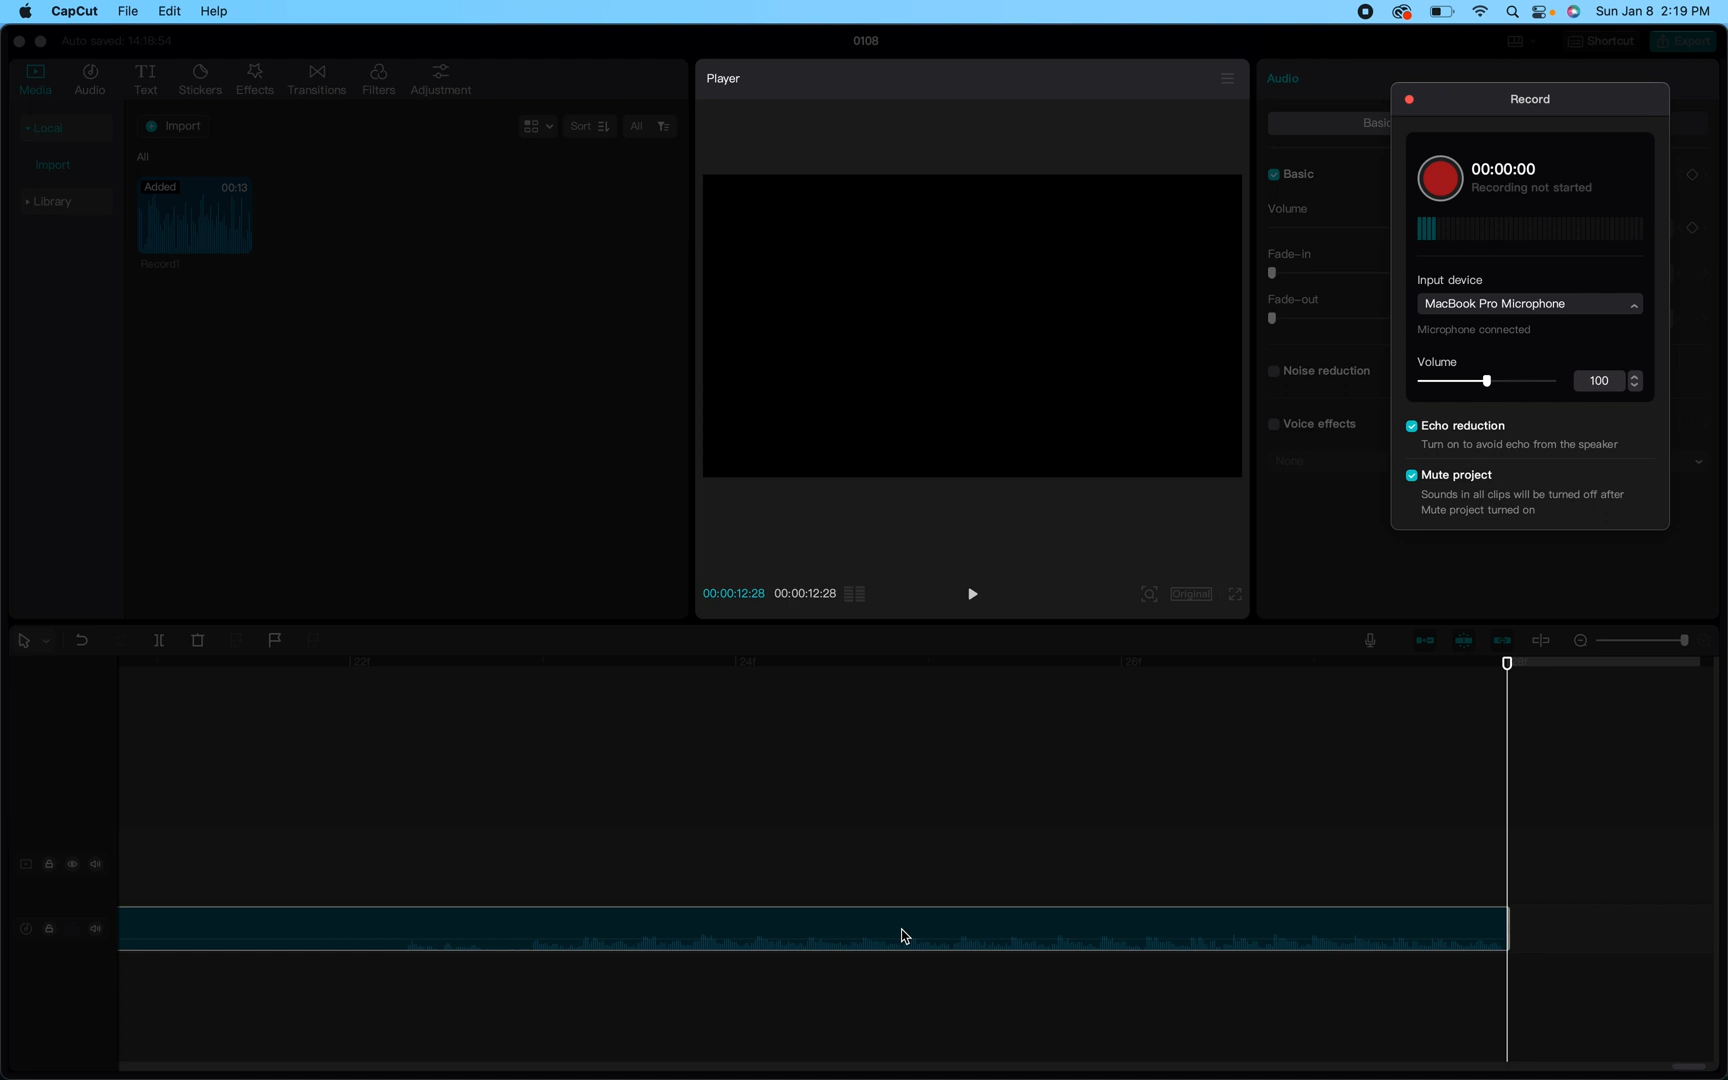 CapCut File Edit Help Sun Jan 8 2:19 PM
Auto saved: 14:16:54 0108 Shortcut Export
Media Audio Text Stickers Effects Transitions Filters Adjustment
Local
Import
Library
Import Sort All
All
Added 00:13
Record1
Player
00:00:12:28 00:00:12:28 Original
Audio
Basic
Basic
Volume
Fade-in
Fade-out
Noise reduction
Voice effects
None
Record
00:00:00
Recording not started
Input device
MacBook Pro Microphone
Microphone connected
Volume
100
Echo reduction
Turn on to avoid echo from the speaker
Mute project
Sounds in all clips will be turned off after
Mute project turned on
22f 24f 26f